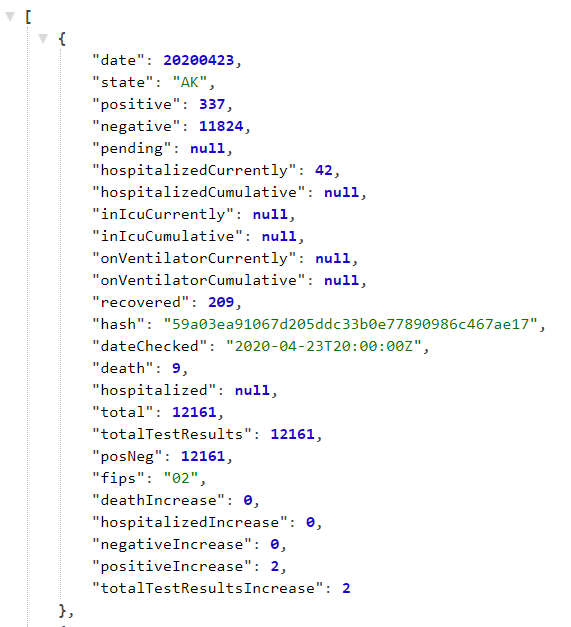 [
{
"date": 20200423,
"state": "AK",
"positive": 337,
"negative": 11824,
"pending": null,
"hospitalizedCurrently": 42,
"hospitalizedCumulative": null,
"inIcuCurrently": null,
"inIcuCumulative": null,
"onVentilatorCurrently": null,
"onVentilatorCumulative": null,
"recovered": 209,
"hash": "59a03ea91067d205ddc33b0e77890986c467ae17",
"dateChecked": "2020-04-23T20:00:00Z",
"death": 9,
"hospitalized": null,
"total": 12161,
"totalTestResults": 12161,
"posNeg": 12161,
"fips": "02",
"deathIncrease": 0,
"hospitalizedIncrease": 0,
"negativeIncrease": 0,
"positiveIncrease": 2,
"totalTestResultsIncrease": 2
},